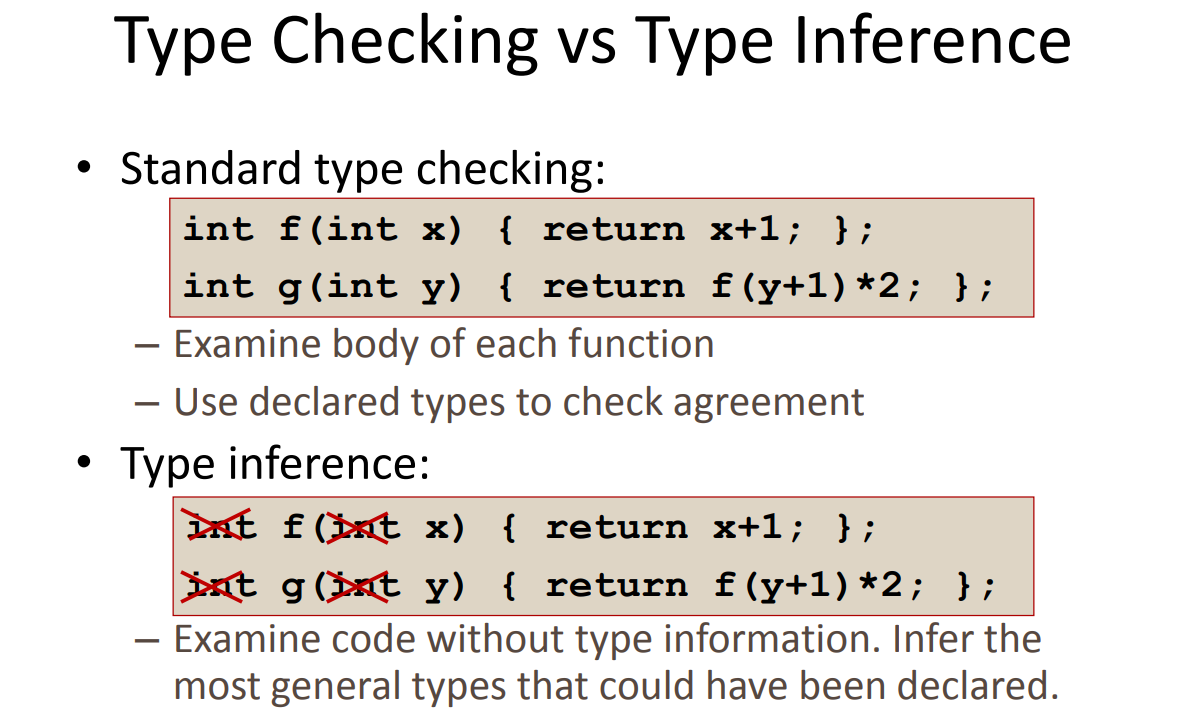 Type Checking vs Type Inference
• Standard type checking:
int f(int x) { return x+1; };
int g(int y) { return f(y+1)*2; };
– Examine body of each function
– Use declared types to check agreement
• Type inference:
int f(int x) { return x+1; };
int g(int y) { return f(y+1)*2; };
– Examine code without type information. Infer the
most general types that could have been declared.